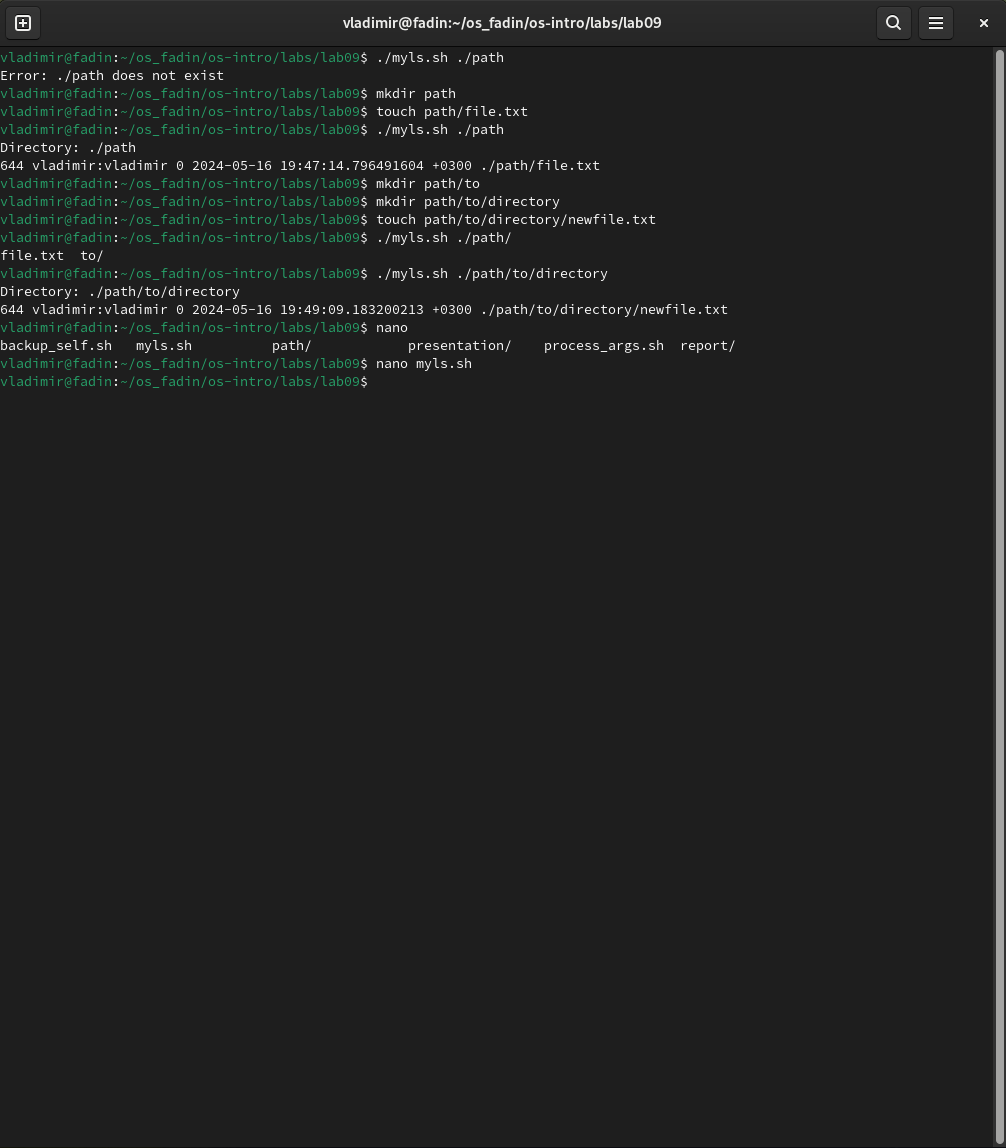 vladimir@fadin:~/os_fadin/os-intro/labs/lab09
vladimir@fadin:~/os_fadin/os-intro/labs/lab09$ ./myls.sh ./path
Error: ./path does not exist
vladimir@fadin:~/os_fadin/os-intro/labs/lab09$ mkdir path
vladimir@fadin:~/os_fadin/os-intro/labs/lab09$ touch path/file.txt
vladimir@fadin:~/os_fadin/os-intro/labs/lab09$ ./myls.sh ./path
Directory: ./path
644 vladimir:vladimir 0 2024-05-16 19:47:14.796491604 +0300 ./path/file.txt
vladimir@fadin:~/os_fadin/os-intro/labs/lab09$ mkdir path/to
vladimir@fadin:~/os_fadin/os-intro/labs/lab09$ mkdir path/to/directory
vladimir@fadin:~/os_fadin/os-intro/labs/lab09$ touch path/to/directory/newfile.txt
vladimir@fadin:~/os_fadin/os-intro/labs/lab09$ ./myls.sh ./path/
file.txt  to/
vladimir@fadin:~/os_fadin/os-intro/labs/lab09$ ./myls.sh ./path/to/directory
Directory: ./path/to/directory
644 vladimir:vladimir 0 2024-05-16 19:49:09.183200213 +0300 ./path/to/directory/newfile.txt
vladimir@fadin:~/os_fadin/os-intro/labs/lab09$ nano
backup_self.sh   myls.sh          path/            presentation/    process_args.sh  report/
vladimir@fadin:~/os_fadin/os-intro/labs/lab09$ nano myls.sh
vladimir@fadin:~/os_fadin/os-intro/labs/lab09$